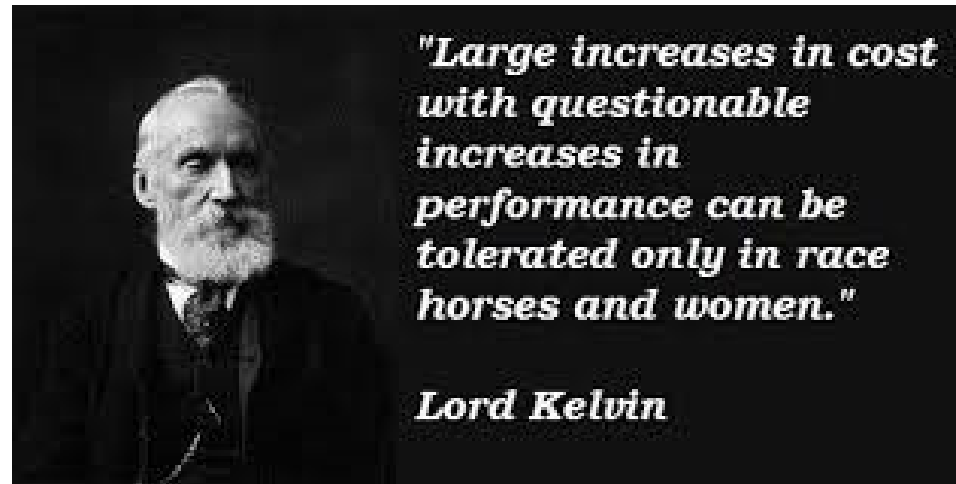 "Large increases in cost
with questionable
increases in
performance can be
tolerated only in race
horses and women."
Lord Kelvin